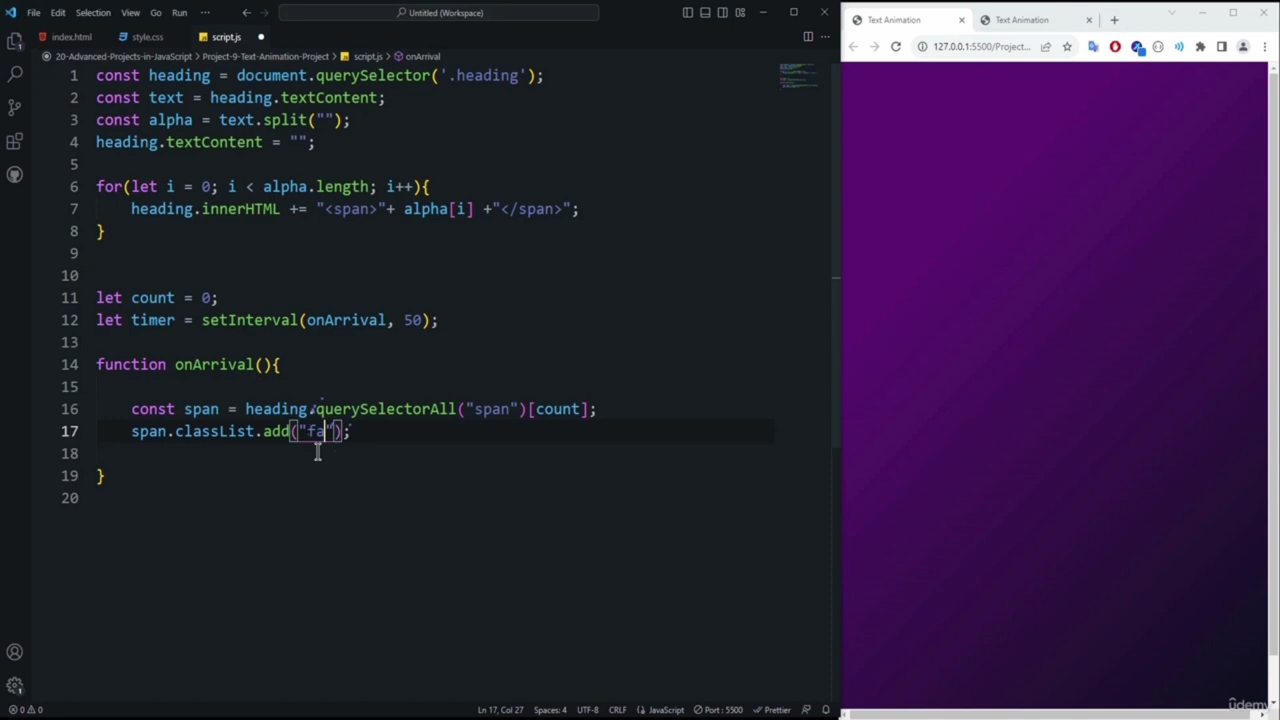 File Edit Selection View Go Run ··· Untitled (Workspace)
index.html style.css script.js
20-Advanced-Projects-in-JavaScript > Project-9-Text-Animation-Project > script.js > onArrival
1 const heading = document.querySelector('.heading');
2 const text = heading.textContent;
3 const alpha = text.split("");
4 heading.textContent = "";
5
6 for(let i = 0; i < alpha.length; i++){
7 heading.innerHTML += "<span>"+ alpha[i] +"</span>";
8 }
9
10
11 let count = 0;
12 let timer = setInterval(onArrival, 50);
13
14 function onArrival(){
15
16 const span = heading.querySelectorAll("span")[count];
17 span.classList.add("fa");
18
19 }
20
0 0 Ln 17, Col 27 Spaces: 4 UTF-8 CRLF JavaScript Port : 5500 Prettier
Text Animation Text Animation
127.0.0.1:5500/Project...
udemy